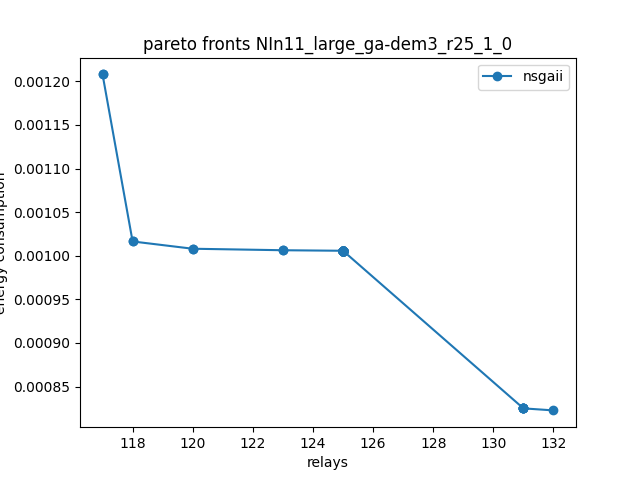 pareto fronts NIn11_large_ga-dem3_r25_1_0
nsgaii
0.00120
0.00115
0.00110
0.00105
0.00100
0.00095
0.00090
0.00085
energy consumption
118 120 122 124 126 128 130 132
relays